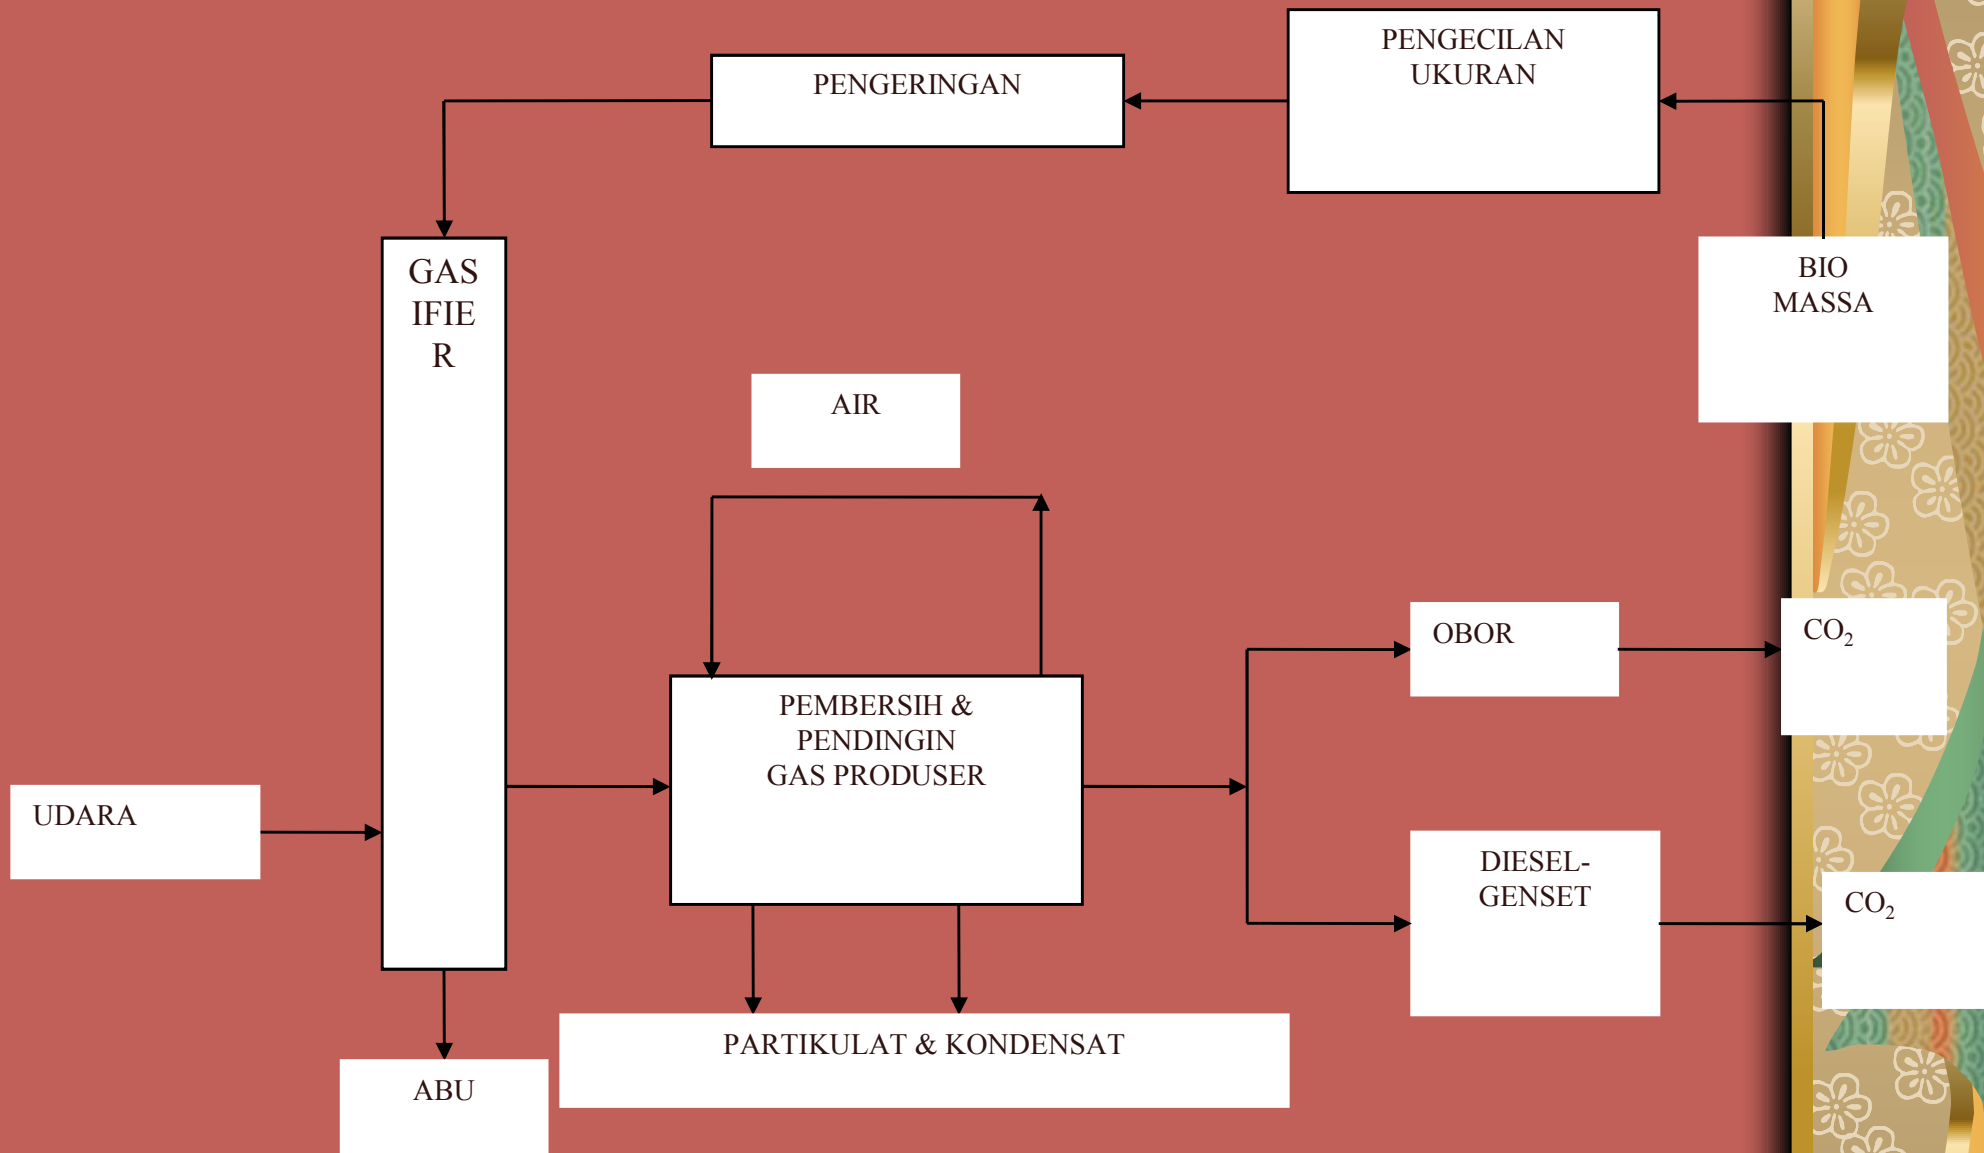 PENGECILAN
UKURAN
PENGERINGAN
GAS
IFIE
R
BIO
MASSA
AIR
OBOR
CO₂
PEMBERSIH &
PENDINGIN
GAS PRODUSER
UDARA
DIESEL-
GENSET
CO₂
PARTIKULAT & KONDENSAT
ABU